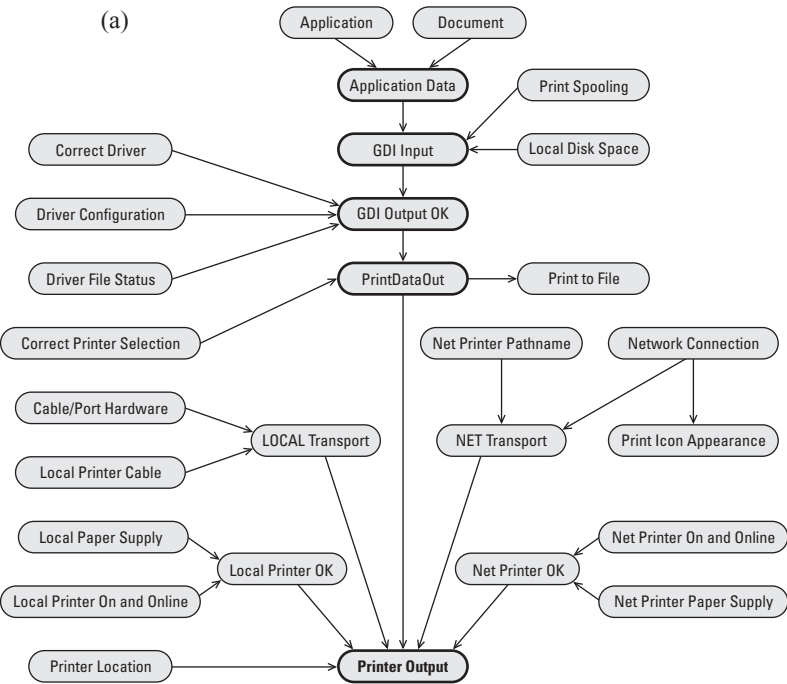 (a)
Application
Document
Application Data
Print Spooling
Correct Driver
GDI Input
Local Disk Space
Driver Configuration
GDI Output OK
Driver File Status
PrintDataOut
Print to File
Correct Printer Selection
Net Printer Pathname
Network Connection
Cable/Port Hardware
LOCAL Transport
NET Transport
Print Icon Appearance
Local Printer Cable
Local Paper Supply
Net Printer On and Online
Local Printer OK
Net Printer OK
Local Printer On and Online
Net Printer Paper Supply
Printer Location
Printer Output